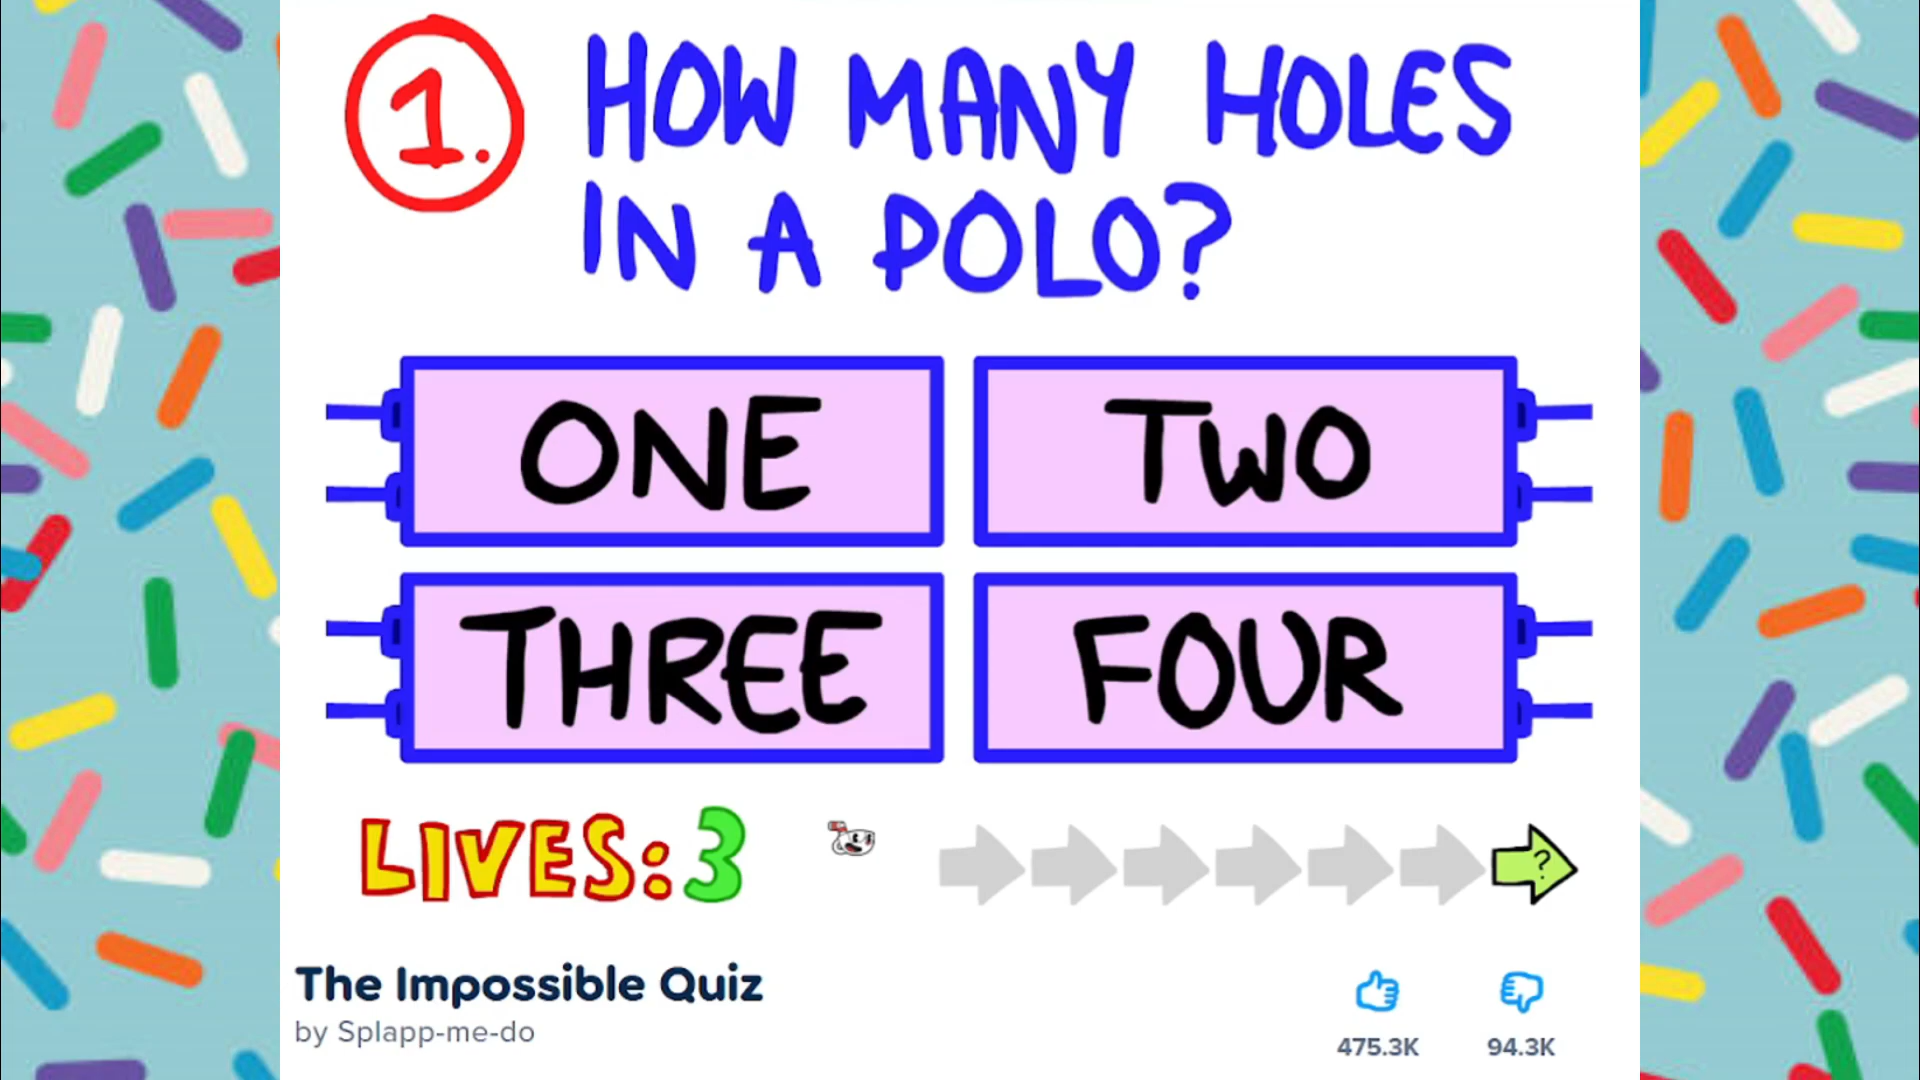 1. HOW MANY HOLES
IN A POLO?
ONE
TWO
THREE
FOUR
LIVES: 3
?
The Impossible Quiz
by Splapp-me-do
475.3K
94.3K